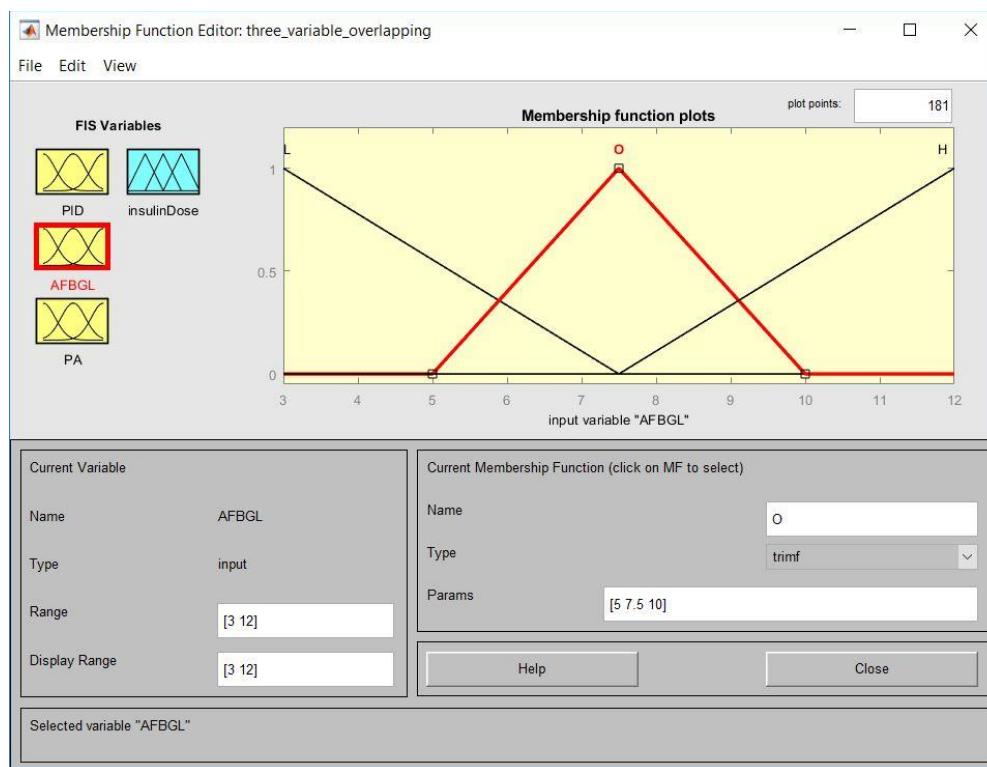 Membership Function Editor: three_variable_overlapping
File Edit View
FIS Variables
PID
insulinDose
AFBGL
PA
plot points:
181
Membership function plots
L
O
H
1
0.5
0
3 4 5 6 7 8 9 10 11 12
input variable "AFBGL"
Current Variable
Name AFBGL
Type input
Range [3 12]
Display Range [3 12]
Current Membership Function (click on MF to select)
Name O
Type trimf
Params [5 7.5 10]
Help Close
Selected variable "AFBGL"